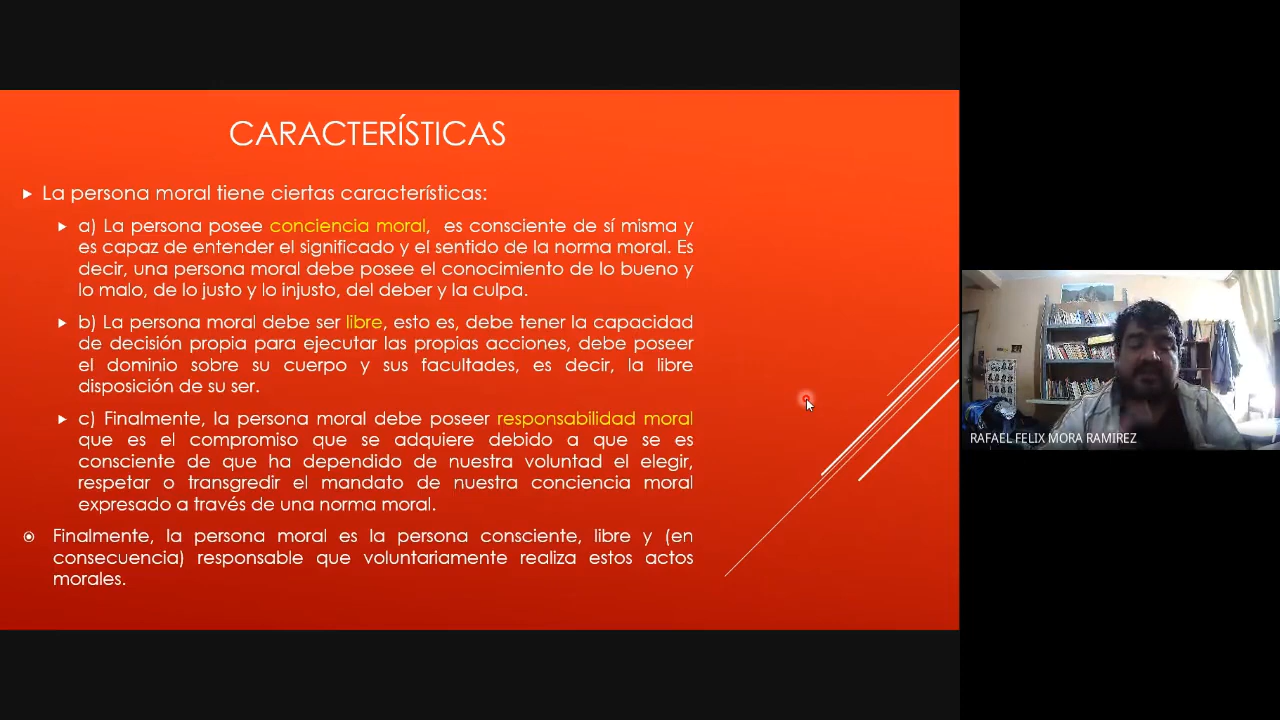 CARACTERÍSTICAS
La persona moral tiene ciertas características:
a) La persona posee conciencia moral, es consciente de sí misma y
es capaz de entender el significado y el sentido de la norma moral. Es
decir, una persona moral debe posee el conocimiento de lo bueno y
lo malo, de lo justo y lo injusto, del deber y la culpa.
b) La persona moral debe ser libre, esto es, debe tener la capacidad
de decisión propia para ejecutar las propias acciones, debe poseer
el dominio sobre su cuerpo y sus facultades, es decir, la libre
disposición de su ser.
c) Finalmente, la persona moral debe poseer responsabilidad moral
que es el compromiso que se adquiere debido a que se es
consciente de que ha dependido de nuestra voluntad el elegir,
respetar o transgredir el mandato de nuestra conciencia moral
expresado a través de una norma moral.
Finalmente, la persona moral es la persona consciente, libre y (en
consecuencia) responsable que voluntariamente realiza estos actos
morales.
RAFAEL FELIX MORA RAMIREZ